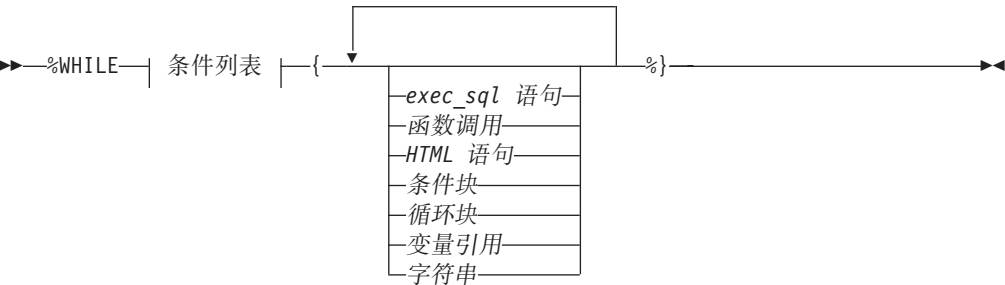 %WHILE 条件列表 { %}
exec_sql 语句
函数调用
HTML 语句
条件块
循环块
变量引用
字符串